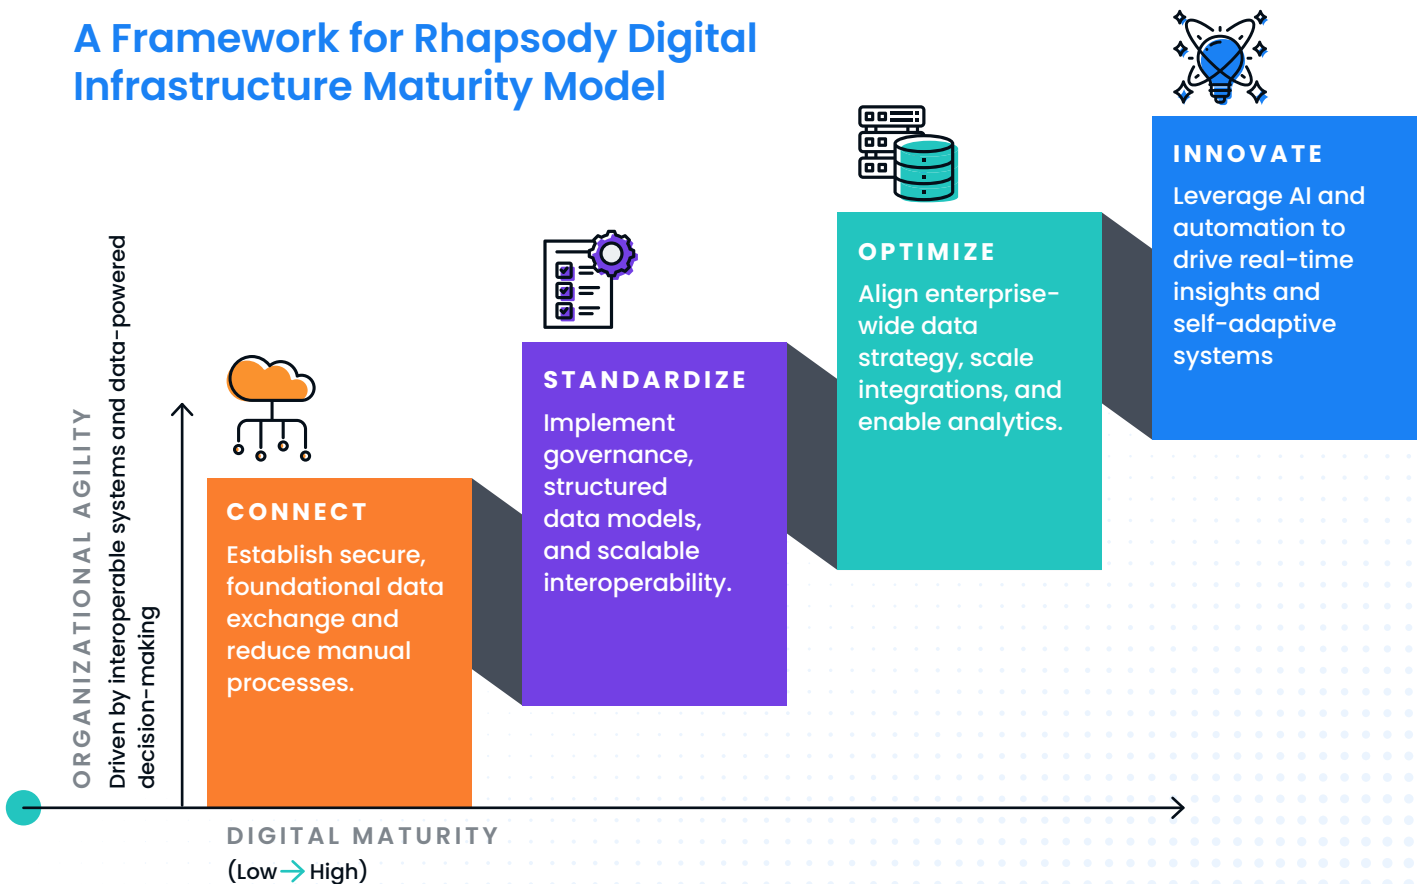 A Framework for Rhapsody Digital
Infrastructure Maturity Model
INNOVATE
Leverage AI and
automation to
drive real-time
insights and
self-adaptive
systems
OPTIMIZE
Align enterprise-
wide data
strategy, scale
integrations, and
enable analytics.
STANDARDIZE
Implement
governance,
structured
data models,
and scalable
interoperability.
CONNECT
Establish secure,
foundational data
exchange and
reduce manual
processes.
ORGANIZATIONAL AGILITY
Driven by interoperable systems and data-powered
decision-making
DIGITAL MATURITY
(Low → High)